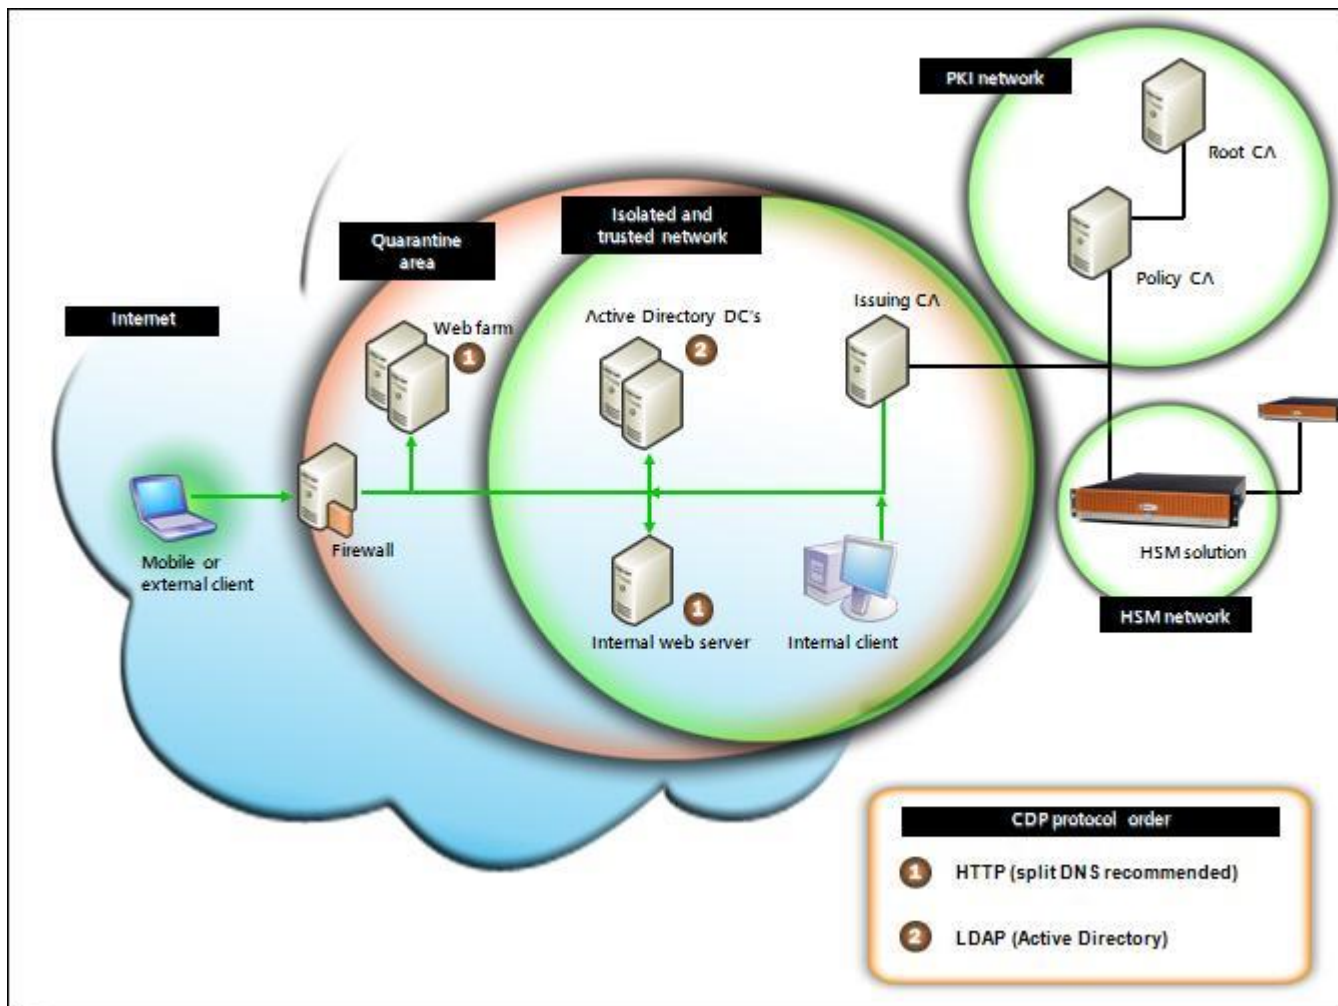 PKI network
Root CA
Policy CA
Isolated and
trusted network
Quarantine
area
Internet
Web farm
1
Active Directory DC's
2
Issuing CA
Mobile or
external client
Firewall
Internal web server
1
Internal client
HSM solution
HSM network
CDP protocol order
1 HTTP (split DNS recommended)
2 LDAP (Active Directory)